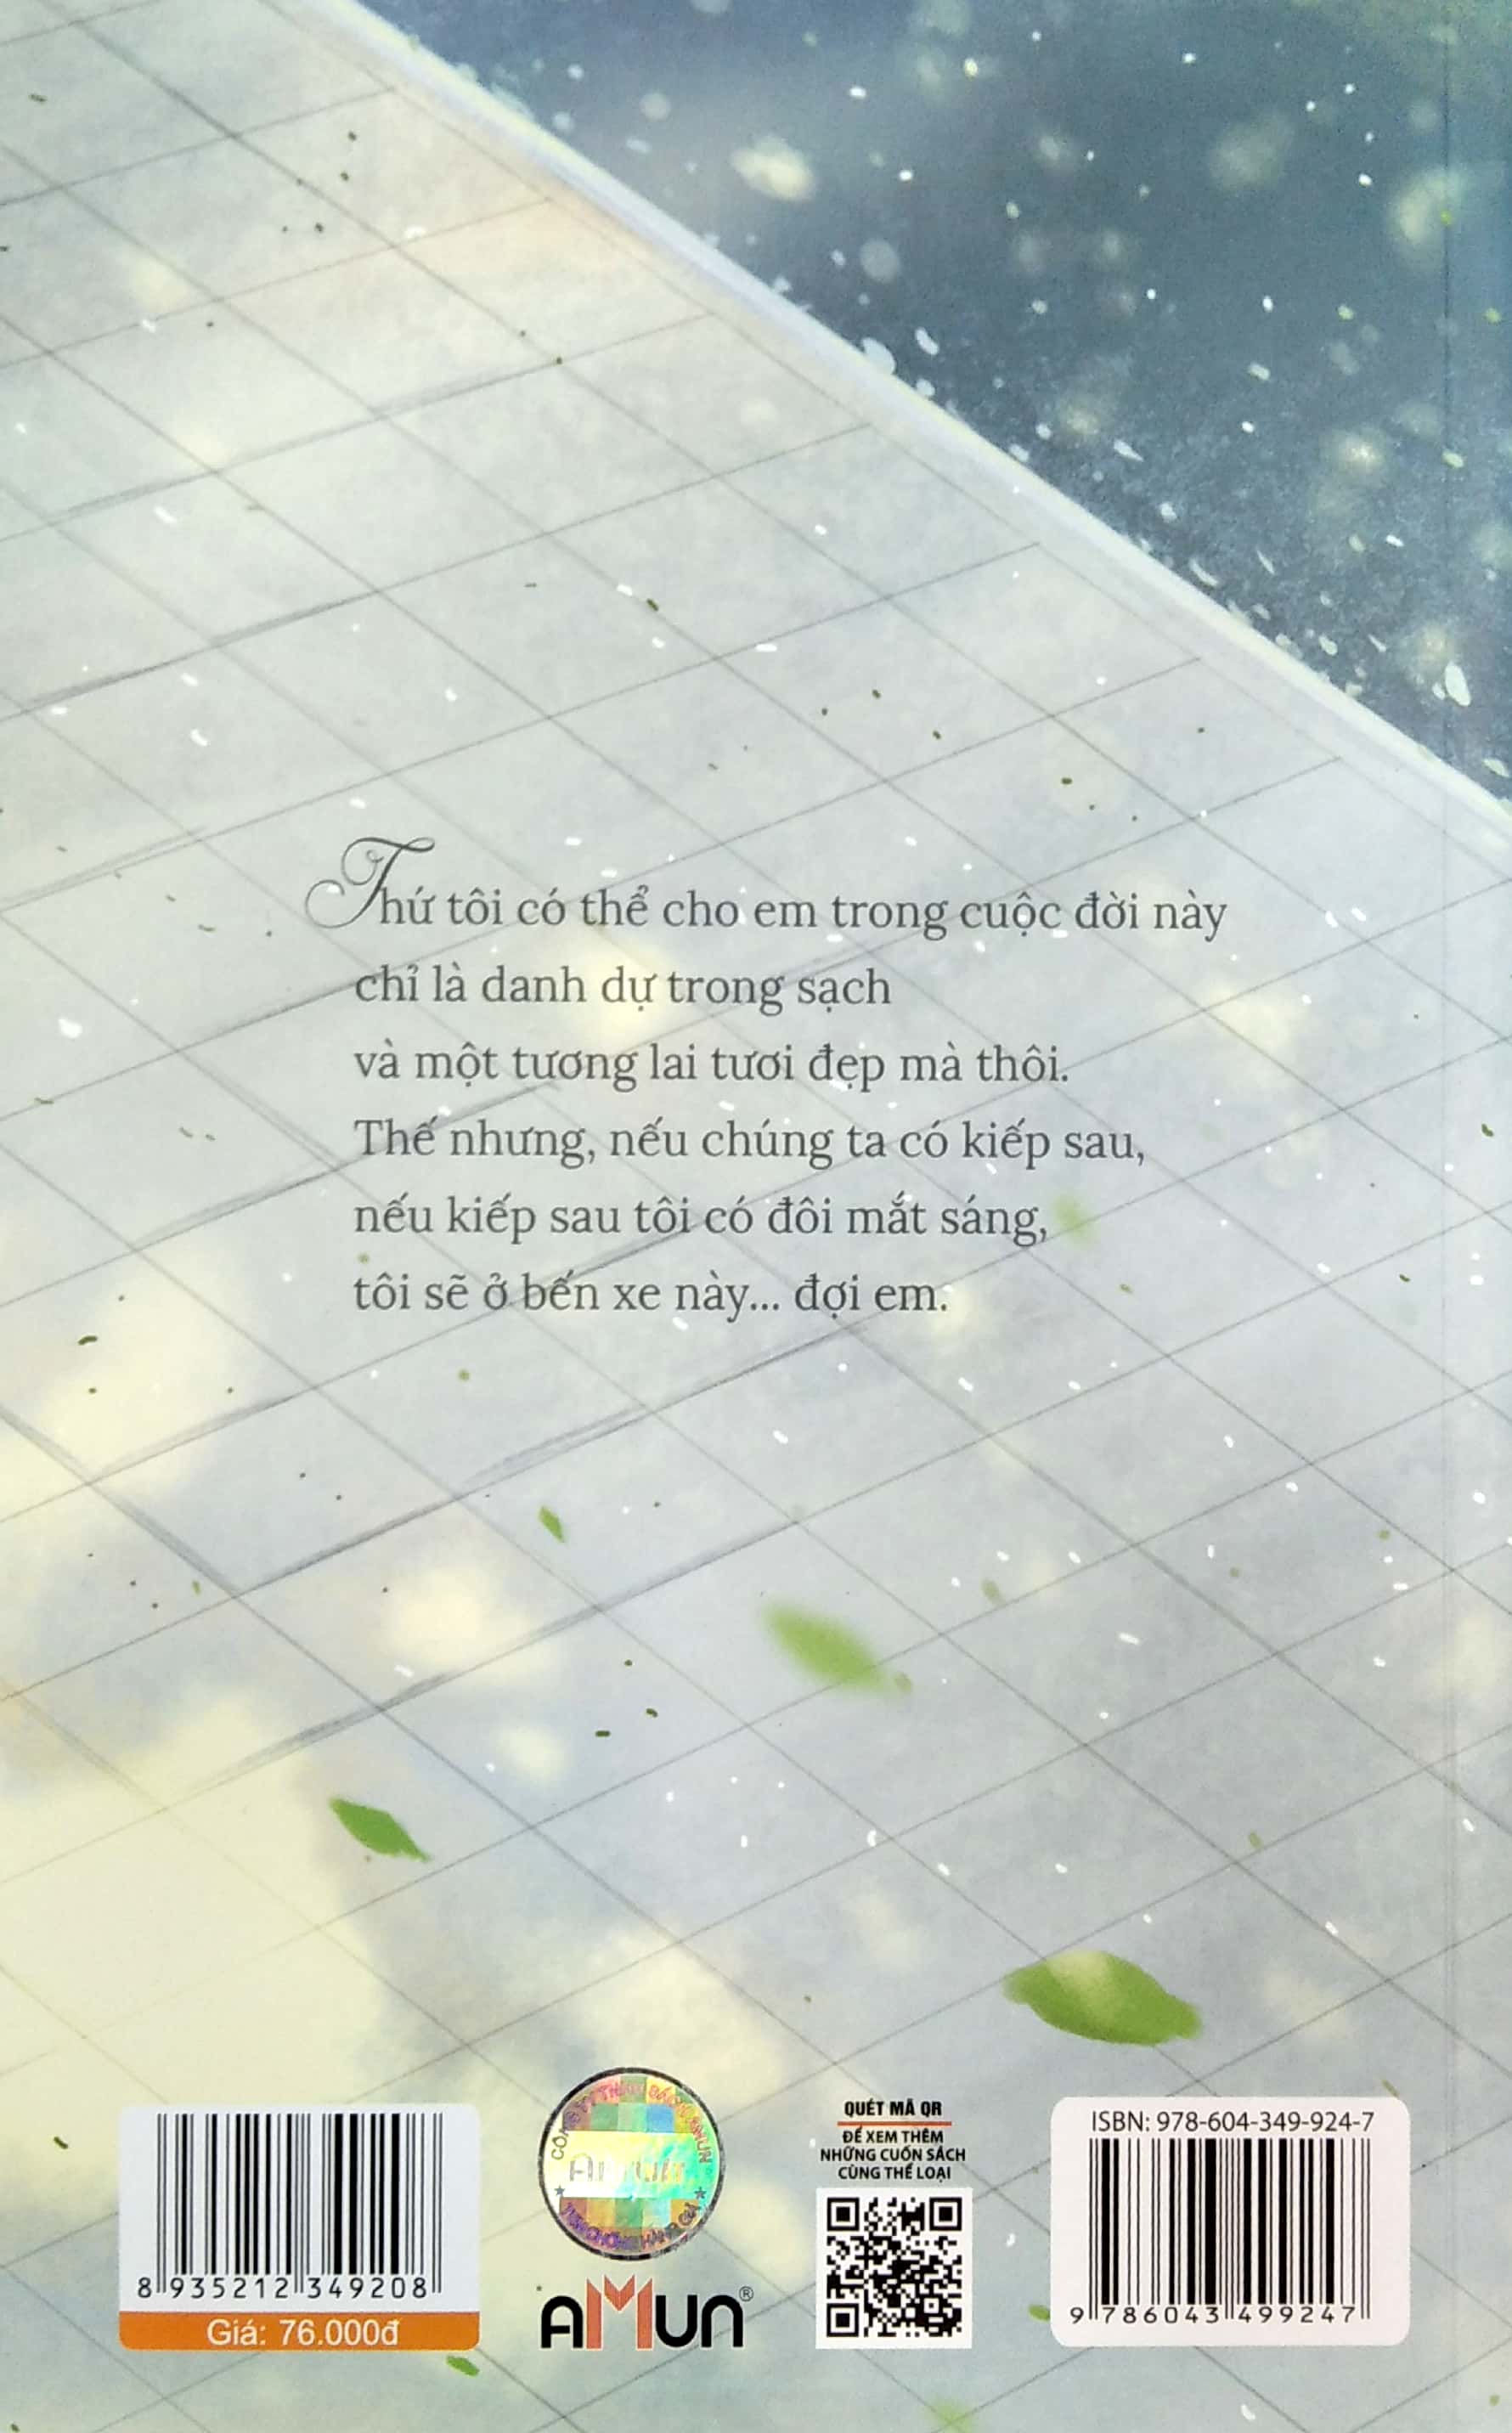 Thứ tôi có thể cho em trong cuộc đời này
chỉ là danh dự trong sạch
và một tương lai tươi đẹp mà thôi.
Thế nhưng, nếu chúng ta có kiếp sau,
nếu kiếp sau tôi có đôi mắt sáng,
tôi sẽ ở bến xe này... đợi em.
8 935212 349208
Giá: 76.000đ
AMUN®
QUÉT MÃ QR
ĐỂ XEM THÊM
NHỮNG CUỐN SÁCH
CÙNG THỂ LOẠI
ISBN: 978-604-349-924-7
9 786043 499247